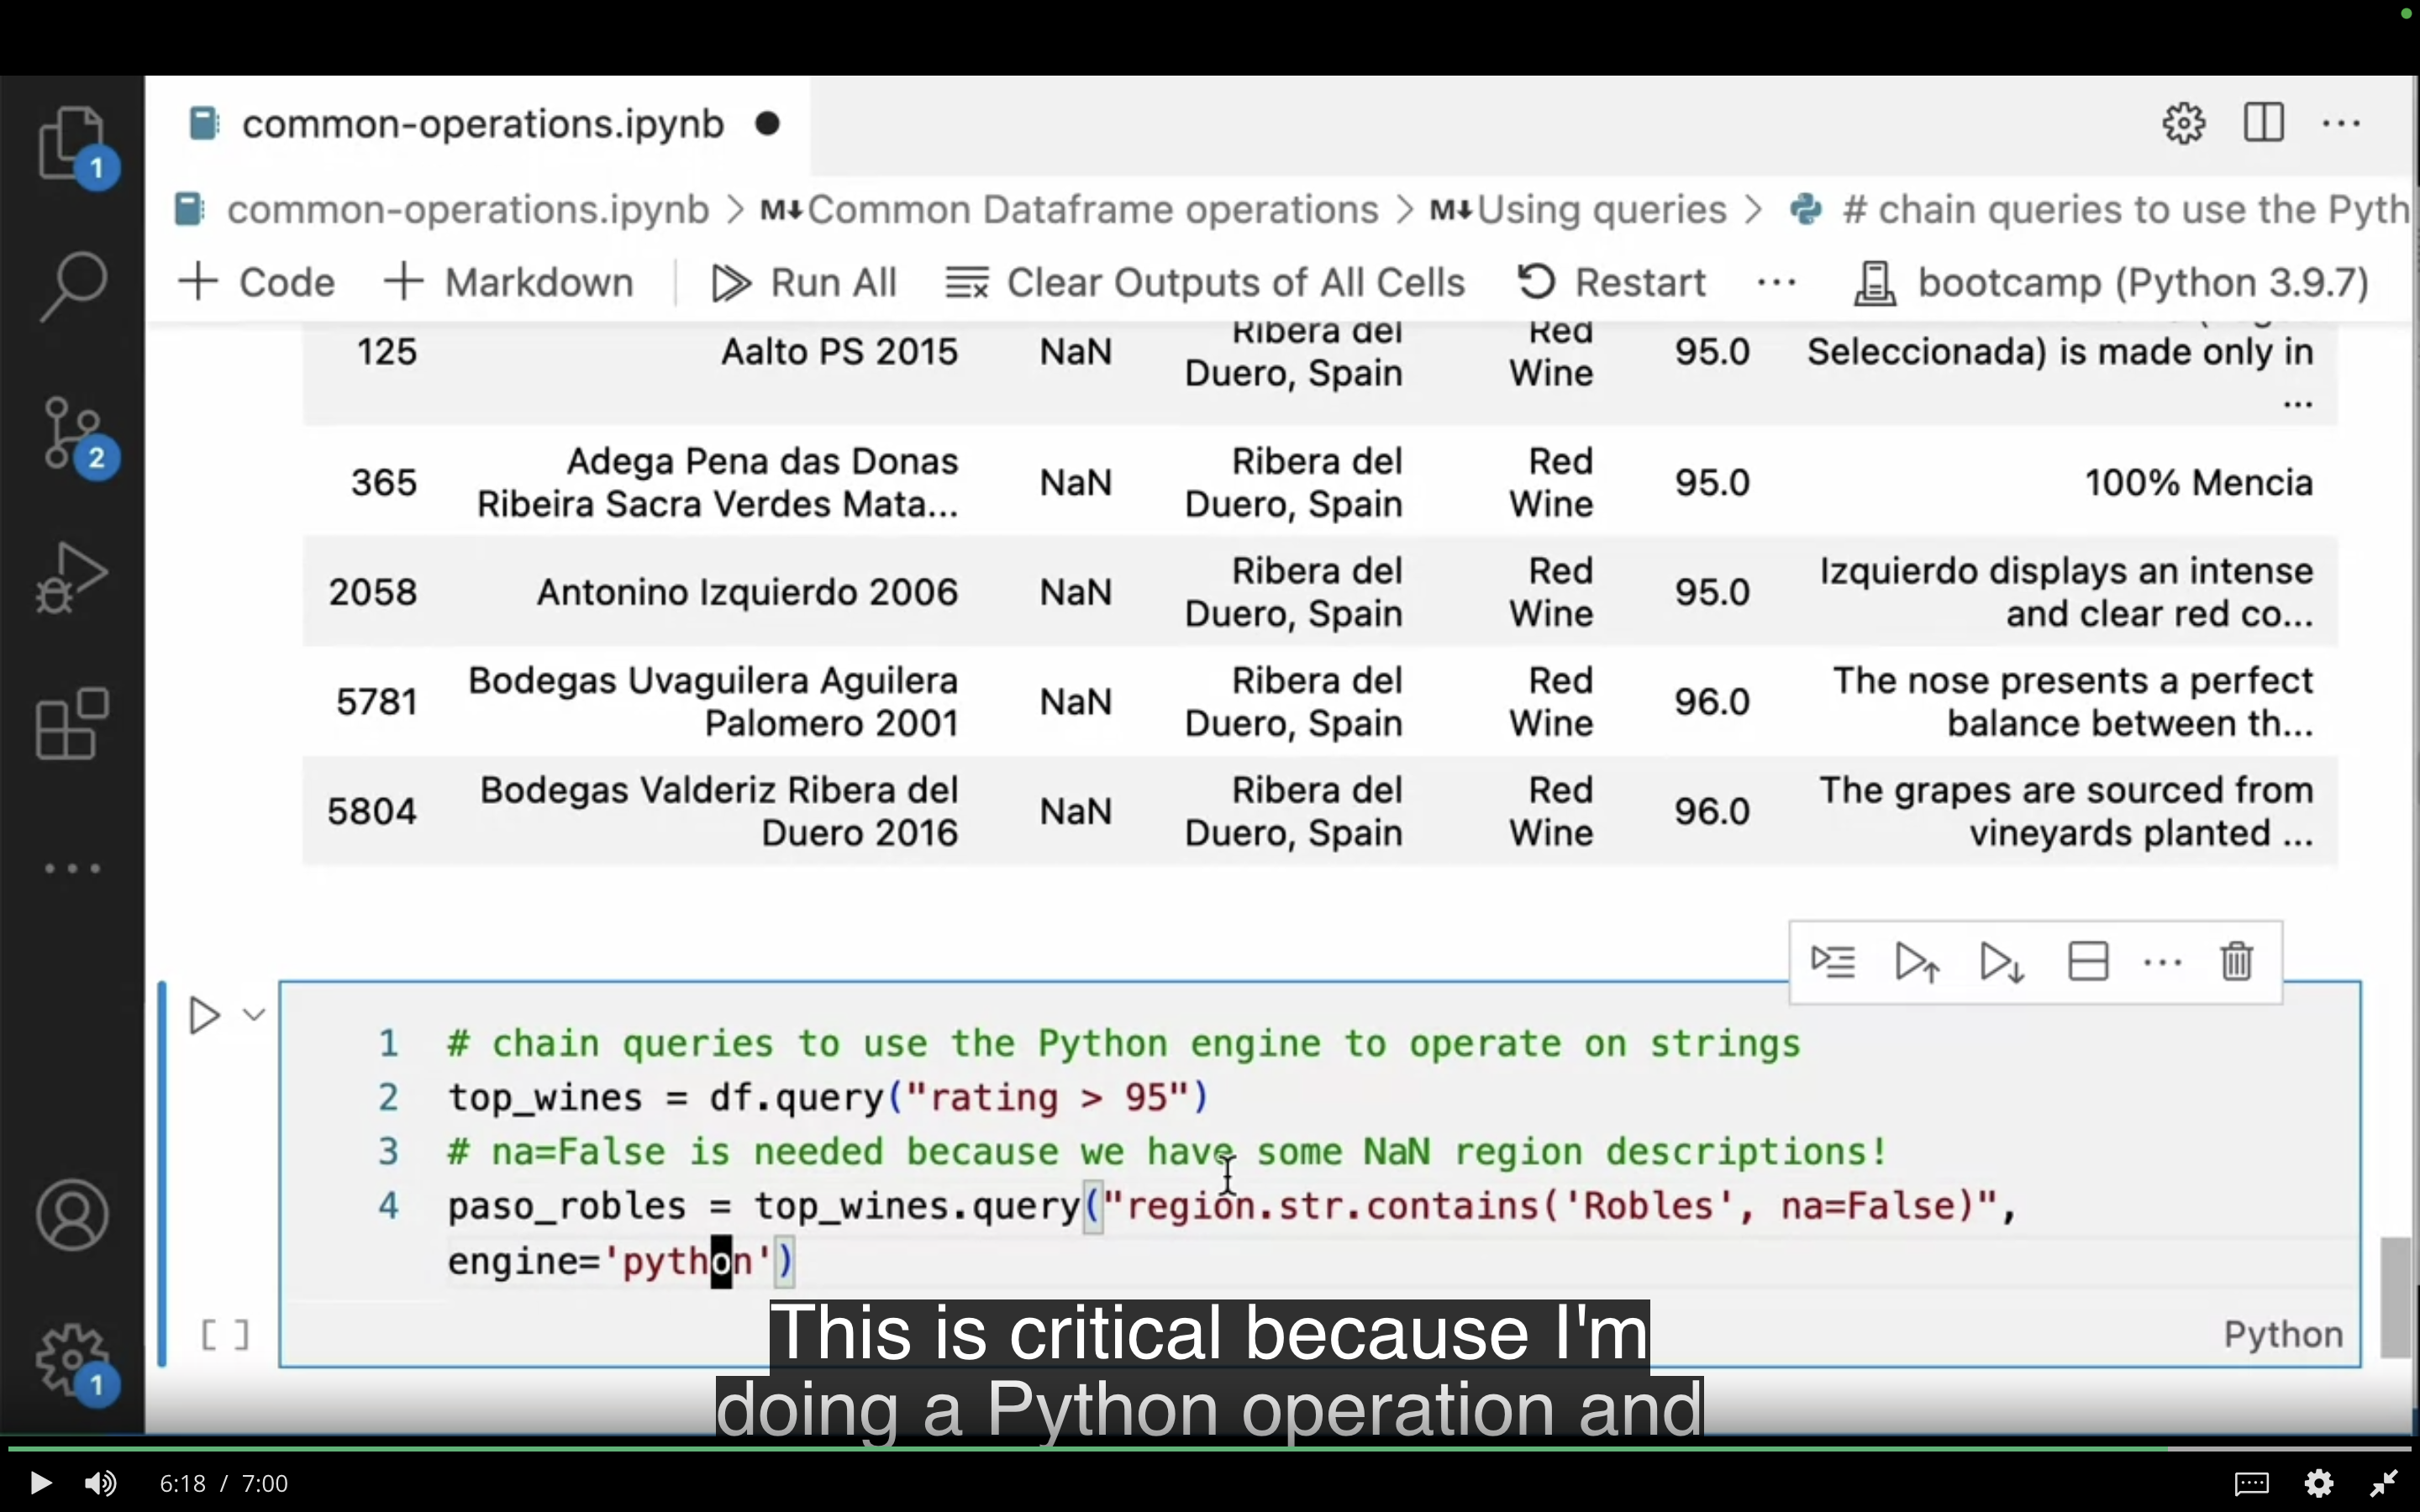 common-operations.ipynb
common-operations.ipynb > M↓Common Dataframe operations > M↓Using queries > # chain queries to use the Pyth
+ Code + Markdown Run All Clear Outputs of All Cells Restart ... bootcamp (Python 3.9.7)
125 Aalto PS 2015 NaN Ribera del Duero, Spain Red Wine 95.0 Seleccionada) is made only in ...
365 Adega Pena das Donas Ribeira Sacra Verdes Mata... NaN Ribera del Duero, Spain Red Wine 95.0 100% Mencia
2058 Antonino Izquierdo 2006 NaN Ribera del Duero, Spain Red Wine 95.0 Izquierdo displays an intense and clear red co...
5781 Bodegas Uvaguilera Aguilera Palomero 2001 NaN Ribera del Duero, Spain Red Wine 96.0 The nose presents a perfect balance between th...
5804 Bodegas Valderiz Ribera del Duero 2016 NaN Ribera del Duero, Spain Red Wine 96.0 The grapes are sourced from vineyards planted ...
1 # chain queries to use the Python engine to operate on strings
2 top_wines = df.query("rating > 95")
3 # na=False is needed because we have some NaN region descriptions!
4 paso_robles = top_wines.query("region.str.contains('Robles', na=False)",
engine='python')
[ ]
Python
1
2
1
This is critical because I'm
doing a Python operation and
6:18 / 7:00